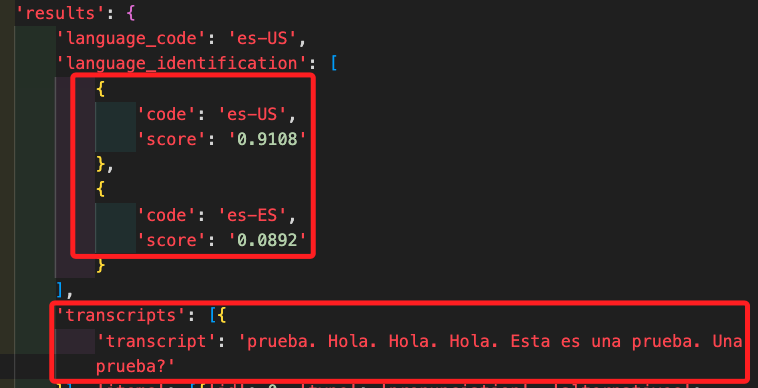 'results': {
'language_code': 'es-US',
'language_identification': [
{
'code': 'es-US',
'score': '0.9108'
},
{
'code': 'es-ES',
'score': '0.0892'
}
],
'transcripts': [{
'transcript': 'prueba. Hola. Hola. Hola. Esta es una prueba. Una
prueba?'